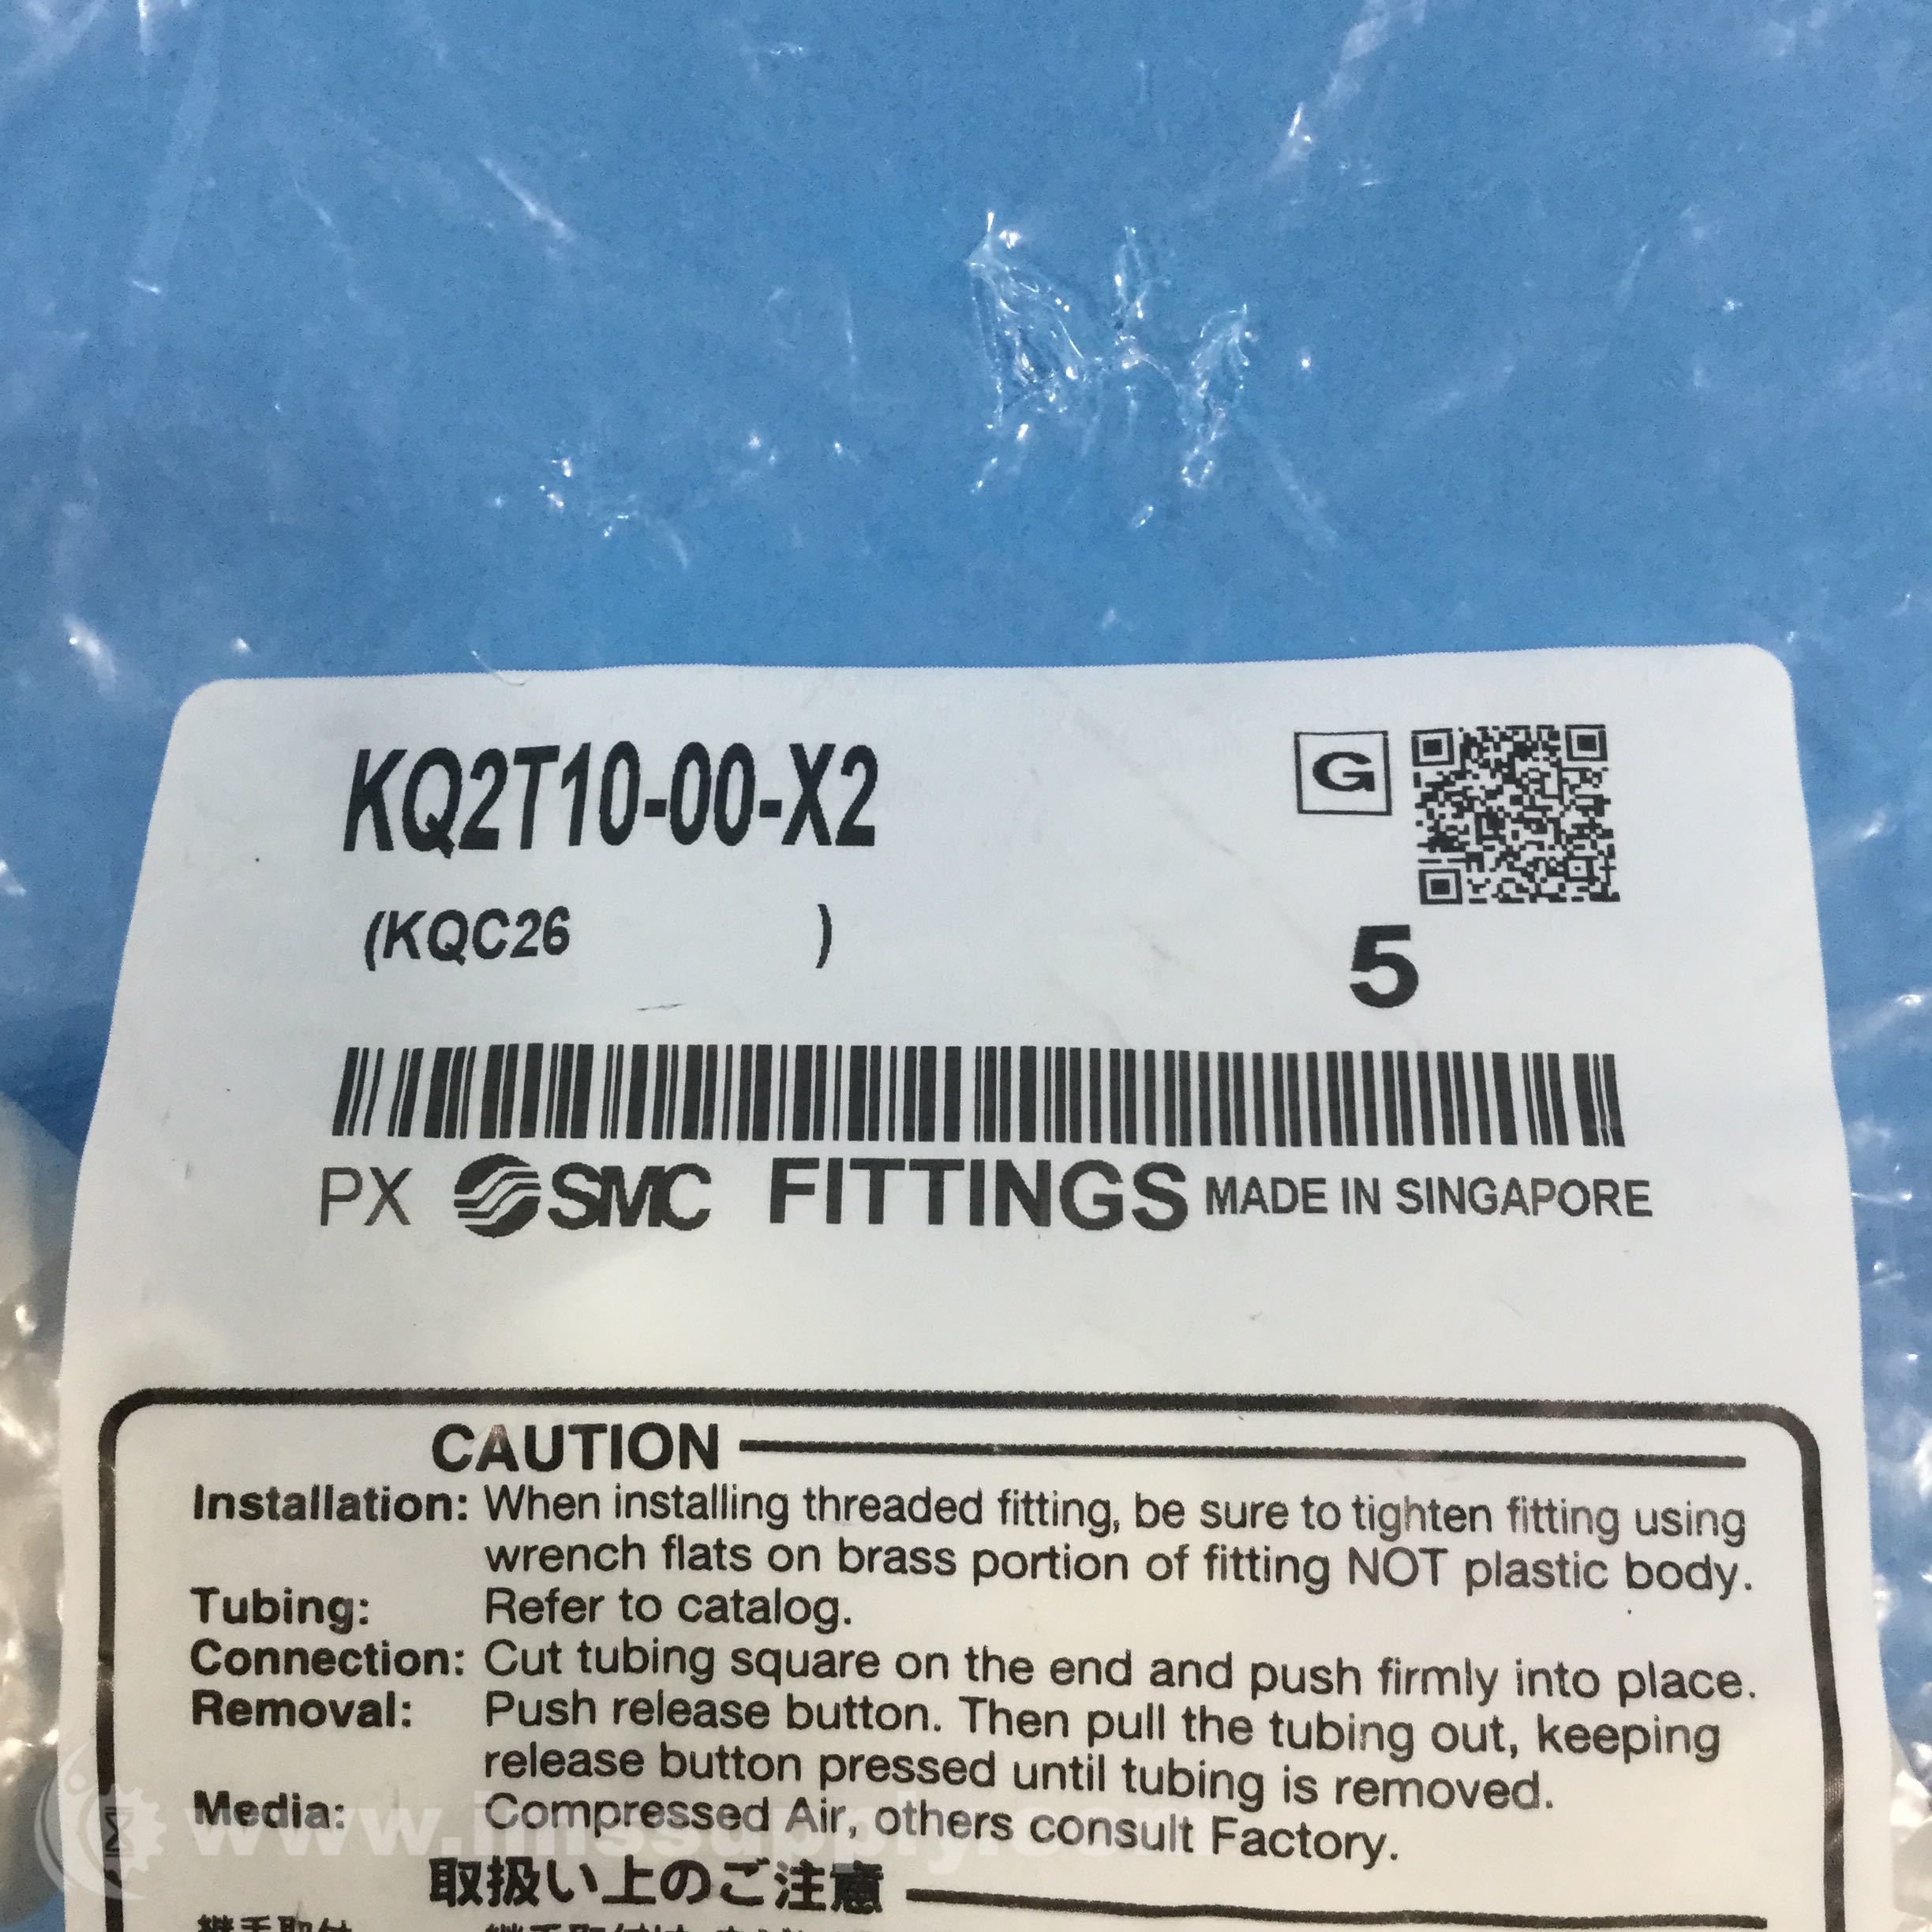 KQ2T10-00-X2
G
(KQC26 )
5
PX SMC FITTINGS MADE IN SINGAPORE
CAUTION
Installation: When installing threaded fitting, be sure to tighten fitting using
wrench flats on brass portion of fitting NOT plastic body.
Tubing: Refer to catalog.
Connection: Cut tubing square on the end and push firmly into place.
Removal: Push release button. Then pull the tubing out, keeping
release button pressed until tubing is removed.
Media: Compressed Air, others consult Factory.
www.imssupply.com
取扱い上のご注意